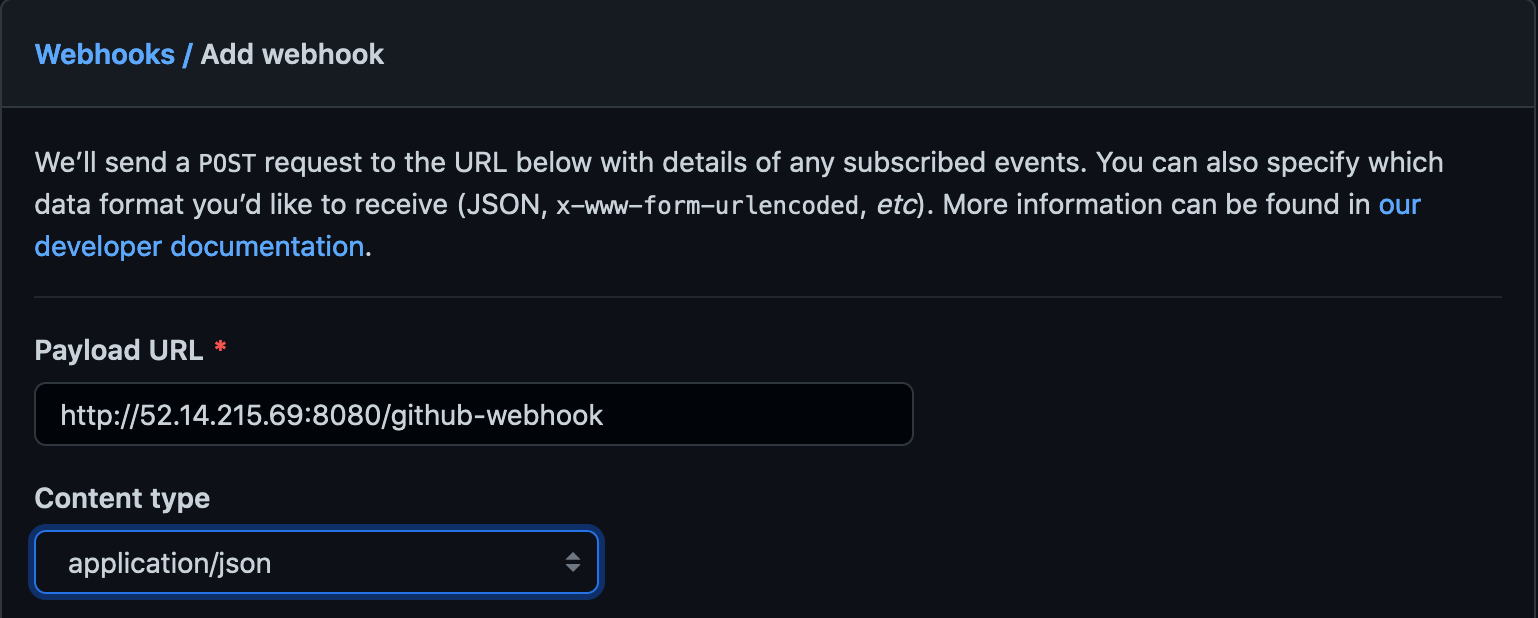 Webhooks / Add webhook
We’ll send a POST request to the URL below with details of any subscribed events. You can also specify which
data format you’d like to receive (JSON, x-www-form-urlencoded, etc). More information can be found in our
developer documentation.
Payload URL *
http://52.14.215.69:8080/github-webhook
Content type
application/json